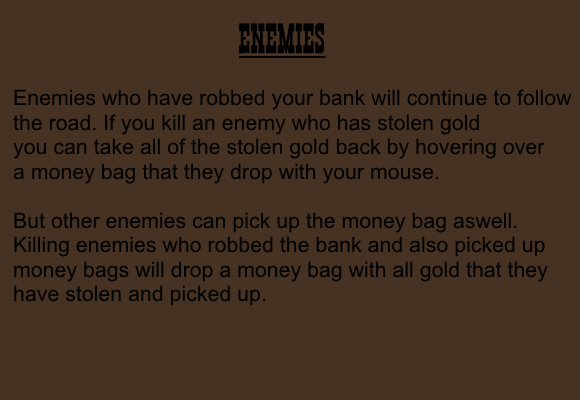 ENEMIES
Enemies who have robbed your bank will continue to follow
the road. If you kill an enemy who has stolen gold
you can take all of the stolen gold back by hovering over
a money bag that they drop with your mouse.
But other enemies can pick up the money bag aswell.
Killing enemies who robbed the bank and also picked up
money bags will drop a money bag with all gold that they
have stolen and picked up.